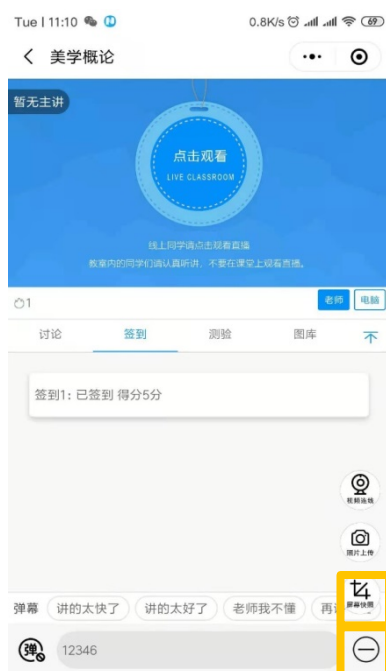 Tue | 11:10
0.8K/s
69
美学概论
暂无主讲
点击观看
LIVE CLASSROOM
线上同学请点击观看直播
教室内的同学们请认真听讲，不要在课堂上观看直播。
1
老师 电脑
讨论 签到 测验 图库
签到1: 已签到 得分5分
视频连线
照片上传
屏幕快照
弹幕 讲的太快了 讲的太好了 老师我不懂 再
弹 12346